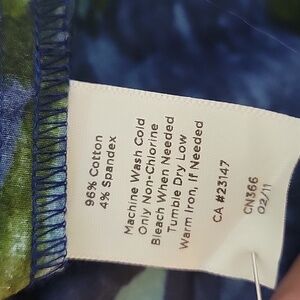 96% Cotton
4% Spandex
Machine Wash Cold
Only Non-Chlorine
Bleach When Needed
Tumble Dry Low
Warm Iron, If Needed
CA #23147
CN366
02/11